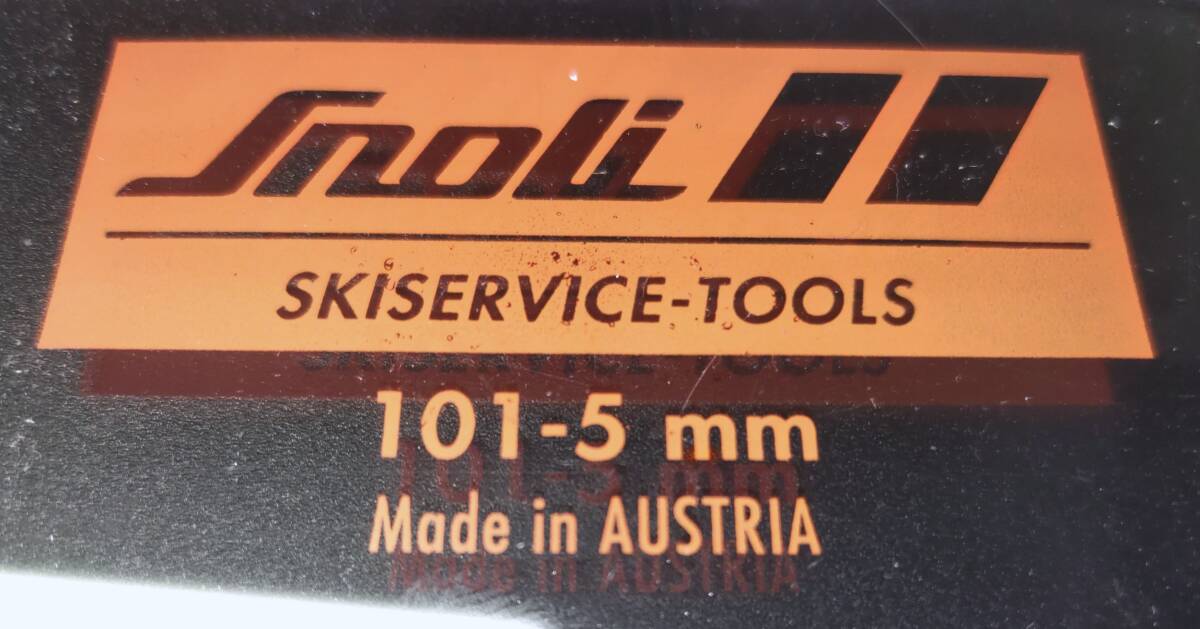 Snoli
SKISERVICE-TOOLS
101-5 mm
Made in AUSTRIA